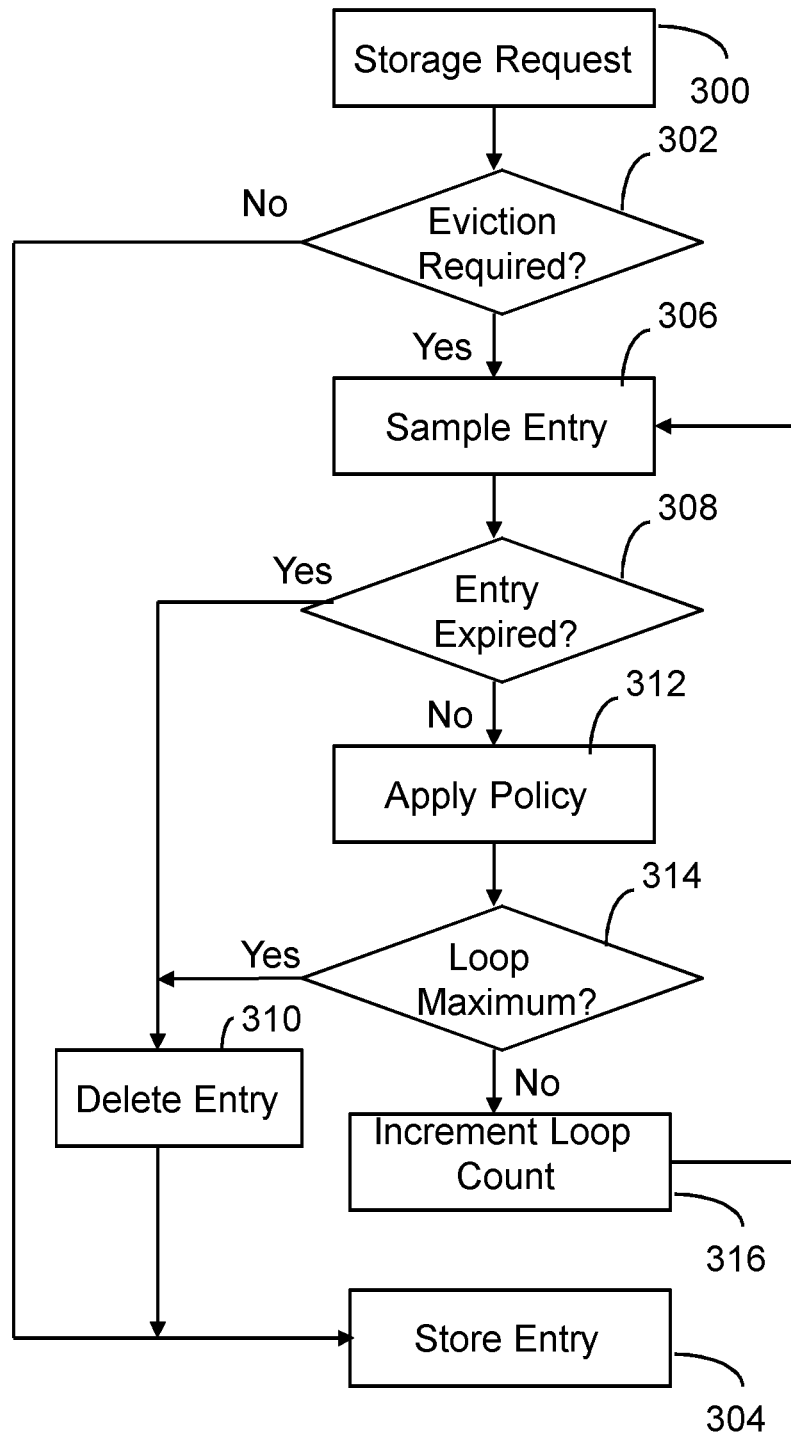 Storage Request
300
302
No
Eviction
Required?
306
Yes
Sample Entry
308
Yes
Entry
Expired?
312
No
Apply Policy
314
Yes
Loop
Maximum?
310
No
Delete Entry
Increment Loop
Count
316
Store Entry
304